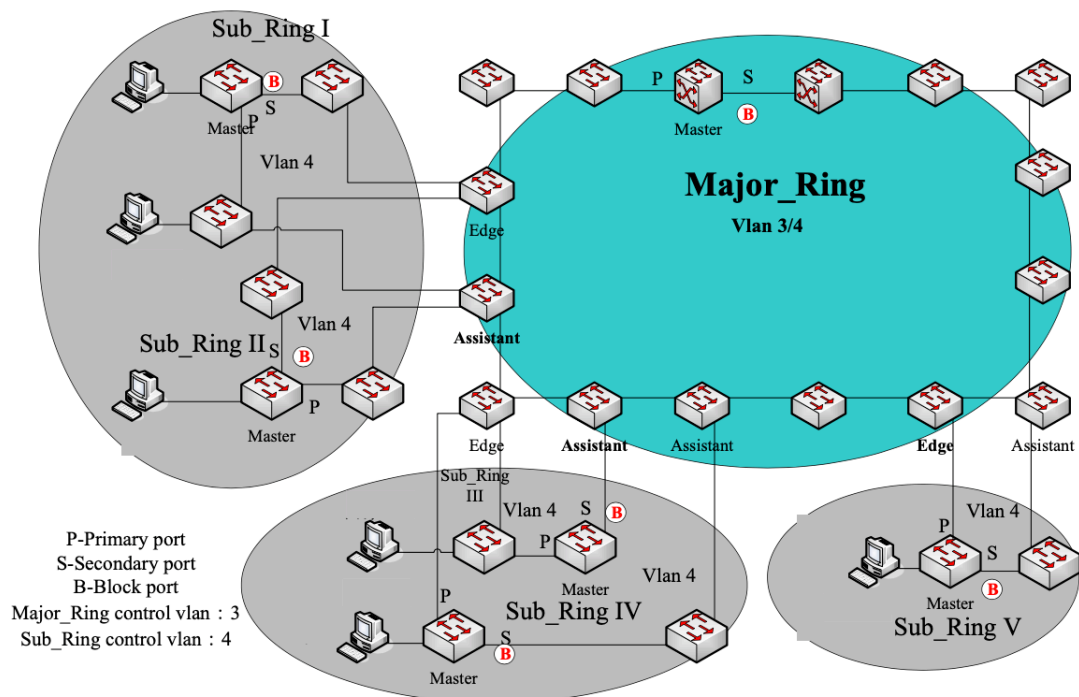 Sub_Ring I
B
S
Master
P
Vlan 4
P
S
B
Master
Major_Ring
Vlan 3/4
Edge
Assistant
Vlan 4
Sub_Ring II
S
B
P
Master
Edge
Assistant
Assistant
Edge
Assistant
Sub_Ring
III
Vlan 4
S
B
P
Master
Vlan 4
P
Sub_Ring IV
S
B
Master
Vlan 4
P
S
B
Master
Sub_Ring V
P-Primary port
S-Secondary port
B-Block port
Major_Ring control vlan：3
Sub_Ring control vlan：4